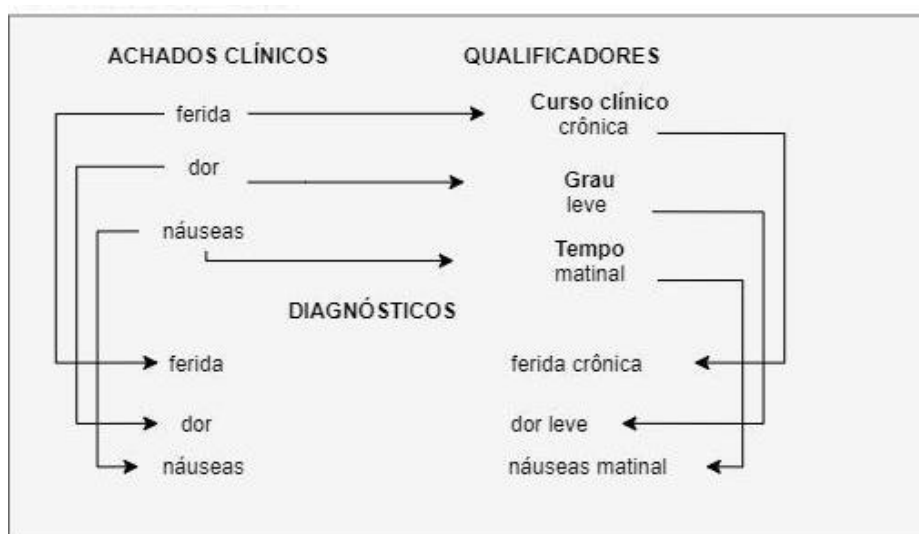 ACHADOS CLÍNICOS QUALIFICADORES
ferida Curso clínico
crônica
dor Grau
leve
náuseas Tempo
matinal
DIAGNÓSTICOS
ferida ferida crônica
dor dor leve
náuseas náuseas matinal